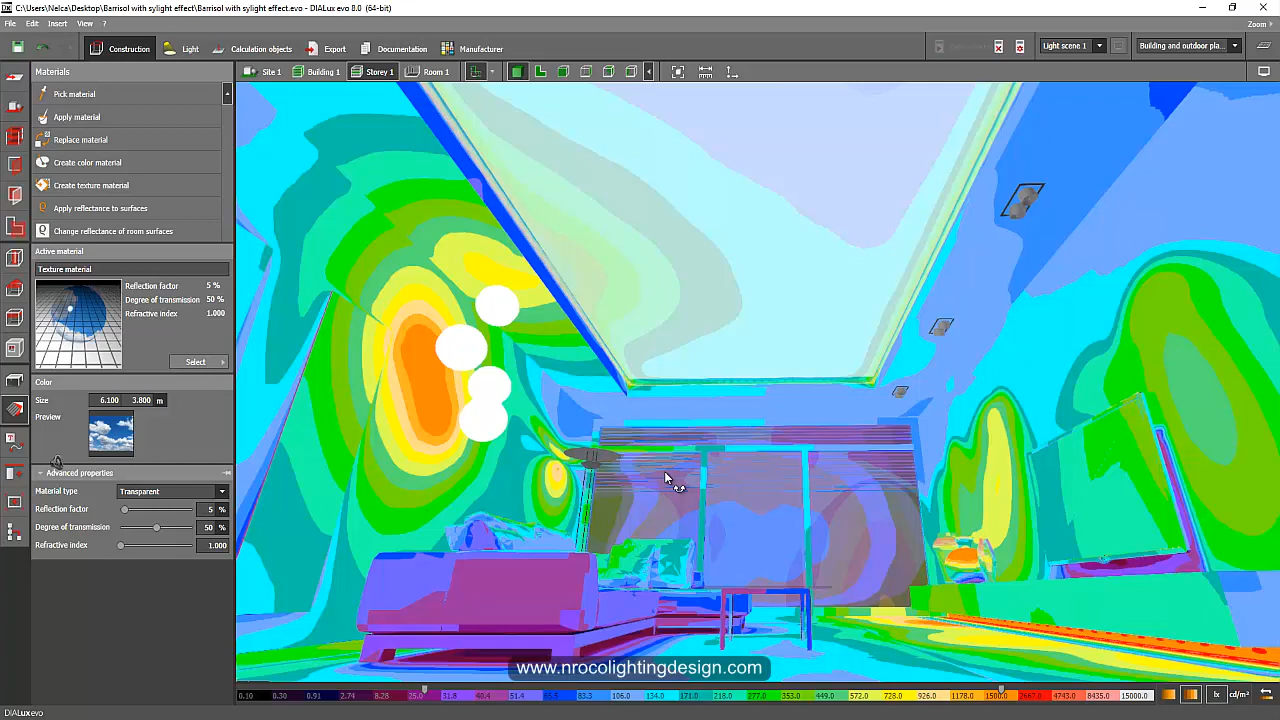 C:\Users\Nelca\Desktop\Barrisol with sylight effect\Barrisol with sylight effect.evo - DIALux evo 8.0 (64-bit)
File Edit Insert View ? Zoom
Construction Light Calculation objects Export Documentation Manufacturer Light scene 1 Building and outdoor pla...
Materials Site 1 Building 1 Storey 1 Room 1
Pick material
Apply material
Replace material
Create color material
Create texture material
Apply reflectance to surfaces
Change reflectance of room surfaces
Active material
Texture material
Reflection factor 5 %
Degree of transmission 50 %
Refractive index 1.000
Select
Color
Size 6.100 3.800 m
Preview
Advanced properties
Material type Transparent
Reflection factor 5 %
Degree of transmission 50 %
Refractive index 1.000
www.nrocolightingdesign.com
0.10 0.30 0.91 2.74 8.28 25.0 31.8 40.4 51.4 65.5 83.3 106.0 134.0 171.0 218.0 277.0 353.0 449.0 572.0 728.0 926.0 1178.0 1500.0 2667.0 4743.0 8435.0 15000.0 lx cd/m²
DIALuxevo